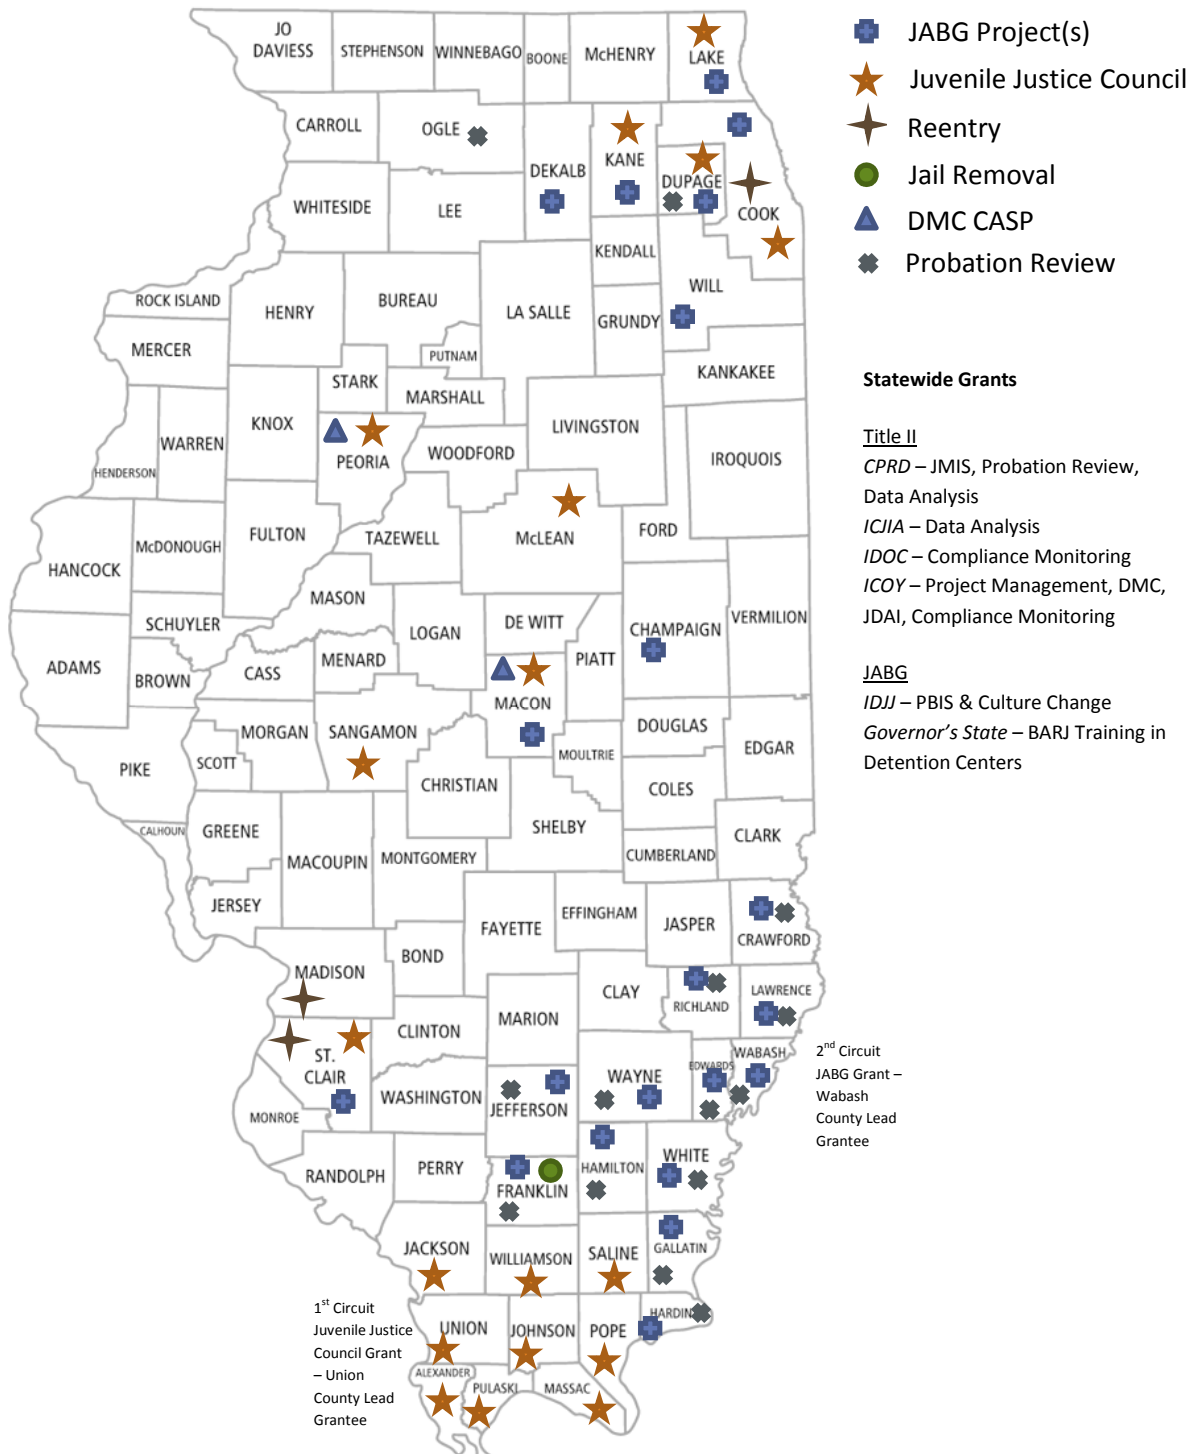 JO
DAVIESS
STEPHENSON
WINNEBAGO
BOONE
McHENRY
LAKE
CARROLL
OGLE
DEKALB
KANE
DUPAGE
COOK
WHITESIDE
LEE
KENDALL
WILL
ROCK ISLAND
HENRY
BUREAU
LA SALLE
GRUNDY
MERCER
PUTNAM
KANKAKEE
STARK
MARSHALL
KNOX
WARREN
HENDERSON
PEORIA
WOODFORD
LIVINGSTON
IROQUOIS
FULTON
TAZEWELL
McLEAN
FORD
HANCOCK
McDONOUGH
MASON
SCHUYLER
LOGAN
DE WITT
CHAMPAIGN
VERMILION
ADAMS
BROWN
CASS
MENARD
PIATT
MACON
MORGAN
SANGAMON
DOUGLAS
EDGAR
PIKE
SCOTT
CHRISTIAN
MOULTRIE
COLES
SHELBY
CALHOUN
GREENE
MACOUPIN
MONTGOMERY
CUMBERLAND
CLARK
JERSEY
FAYETTE
EFFINGHAM
JASPER
CRAWFORD
BOND
MADISON
CLAY
RICHLAND
LAWRENCE
CLINTON
MARION
ST.
CLAIR
WASHINGTON
JEFFERSON
WAYNE
EDWARDS
WABASH
MONROE
RANDOLPH
PERRY
FRANKLIN
HAMILTON
WHITE
JACKSON
WILLIAMSON
SALINE
GALLATIN
UNION
JOHNSON
POPE
HARDIN
ALEXANDER
PULASKI
MASSAC
JABG Project(s)
Juvenile Justice Council
Reentry
Jail Removal
DMC CASP
Probation Review
Statewide Grants
Title II
CPRD – JMIS, Probation Review,
Data Analysis
ICJIA – Data Analysis
IDOC – Compliance Monitoring
ICOY – Project Management, DMC,
JDAI, Compliance Monitoring
JABG
IDJJ – PBIS & Culture Change
Governor's State – BARJ Training in
Detention Centers
2nd Circuit
JABG Grant –
Wabash
County Lead
Grantee
1st Circuit
Juvenile Justice
Council Grant
– Union
County Lead
Grantee